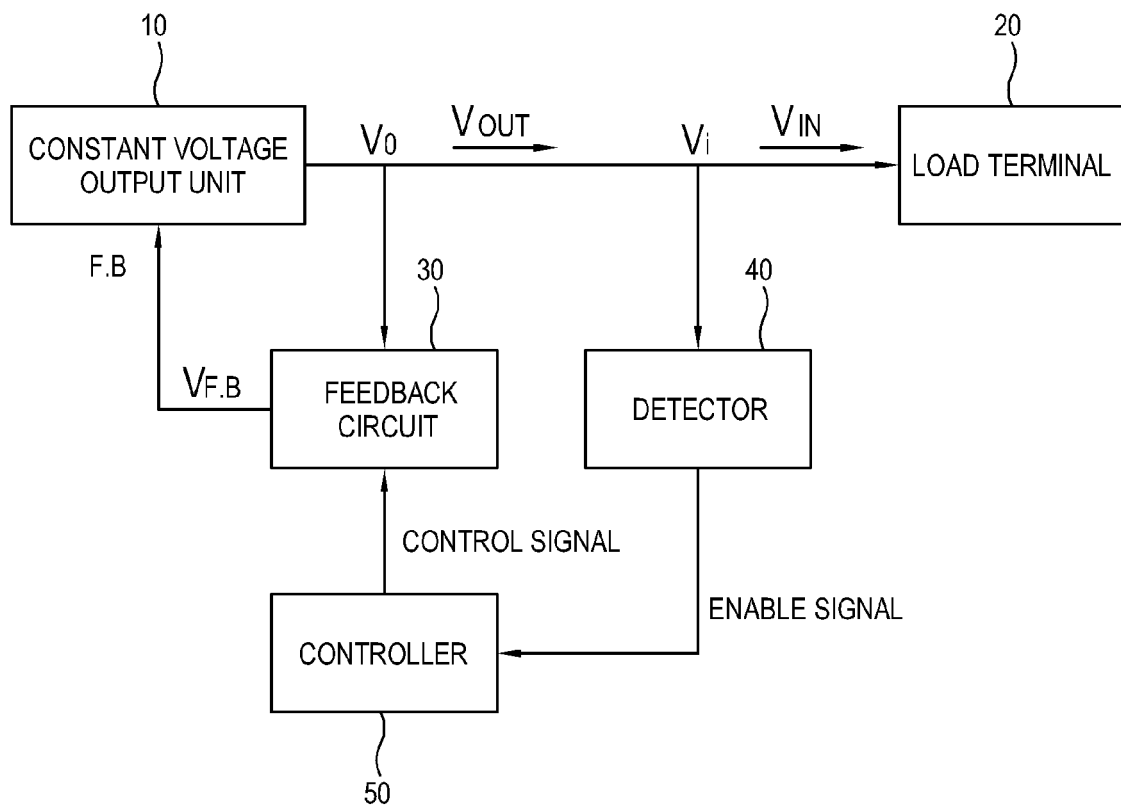 10
20
CONSTANT VOLTAGE
OUTPUT UNIT
V0
VOUT
Vi
VIN
LOAD TERMINAL
F.B
30
40
VF.B
FEEDBACK
CIRCUIT
DETECTOR
CONTROL SIGNAL
ENABLE SIGNAL
CONTROLLER
50